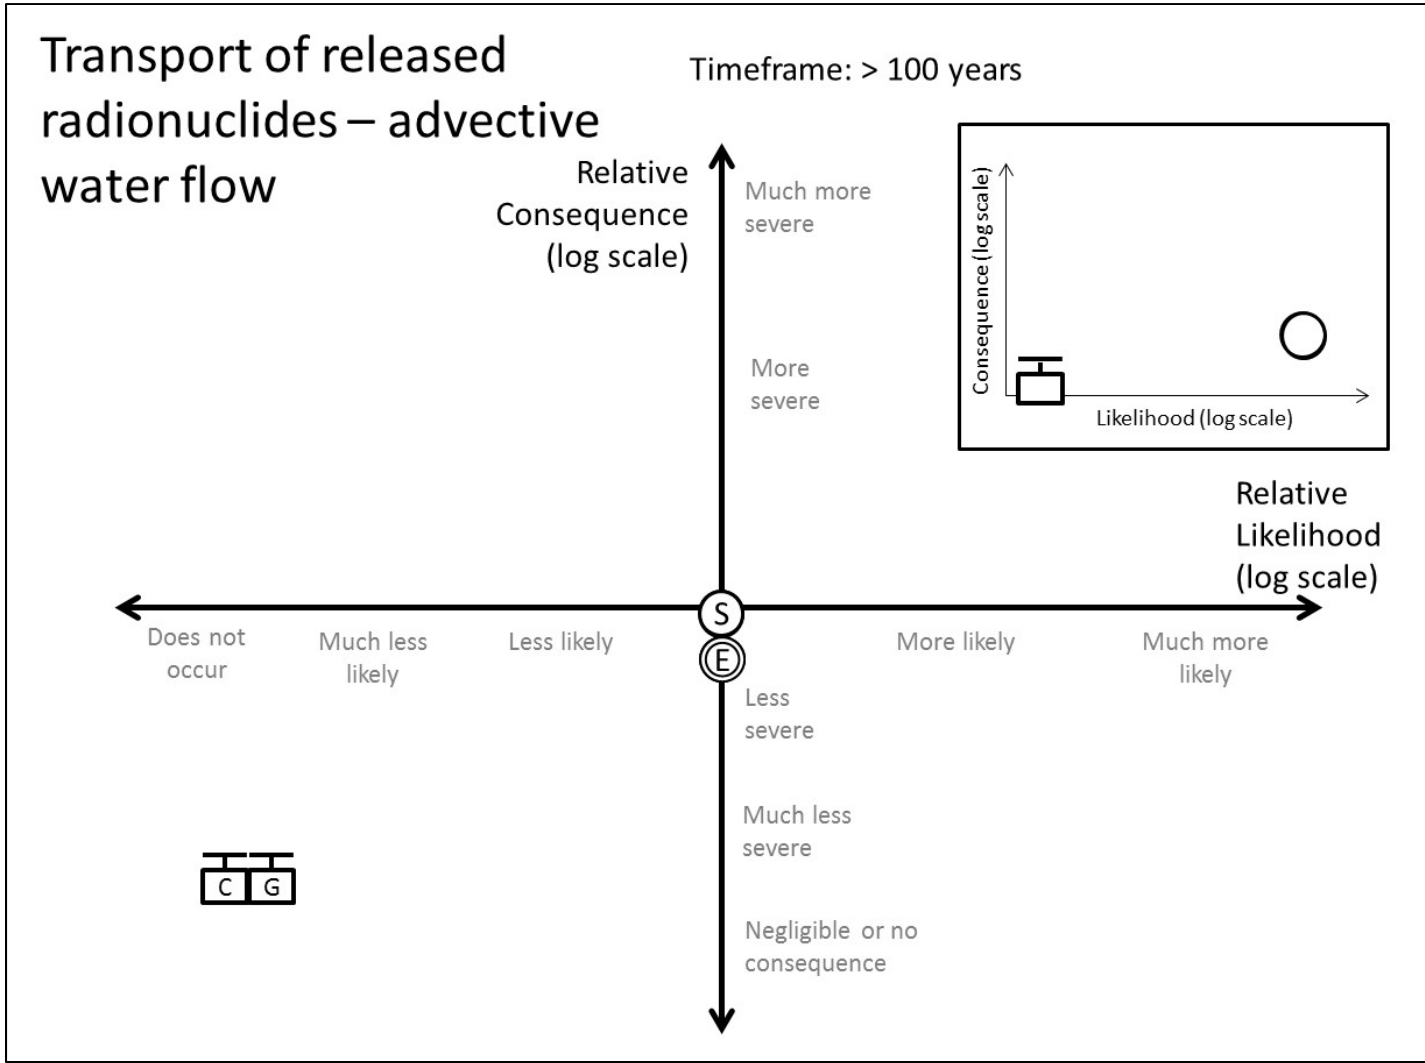 Transport of released
radionuclides – advective
water flow
Timeframe: > 100 years
Relative
Consequence
(log scale)
Much more
severe
More
severe
Consequence (log scale)
Likelihood (log scale)
Relative
Likelihood
(log scale)
S
E
Does not
occur
Much less
likely
Less likely
More likely
Much more
likely
Less
severe
Much less
severe
C G
Negligible or no
consequence